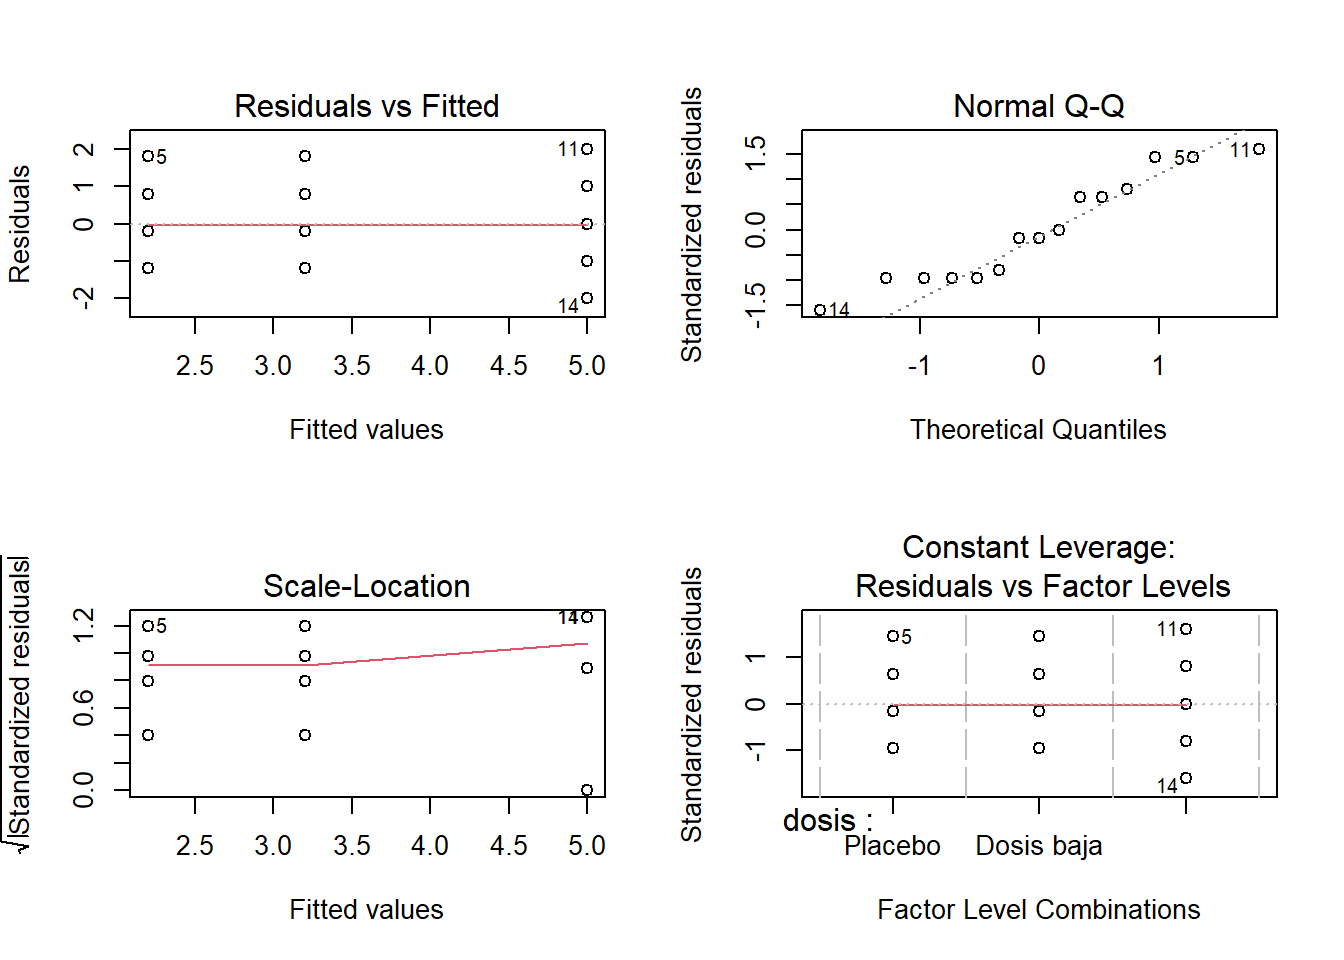 Residuals vs Fitted
Residuals
2
1
0
-2
5
11
14
2.5 3.0 3.5 4.0 4.5 5.0
Fitted values
Normal Q-Q
Standardized residuals
1.5
0.0
-1.5
5
11
14
-1 0 1
Theoretical Quantiles
Scale-Location
√|Standardized residuals|
1.2
0.6
0.0
5
2.5 3.0 3.5 4.0 4.5 5.0
Fitted values
Constant Leverage:
Residuals vs Factor Levels
Standardized residuals
1
0
-1
5
11
14
dosis :
Placebo Dosis baja
Factor Level Combinations